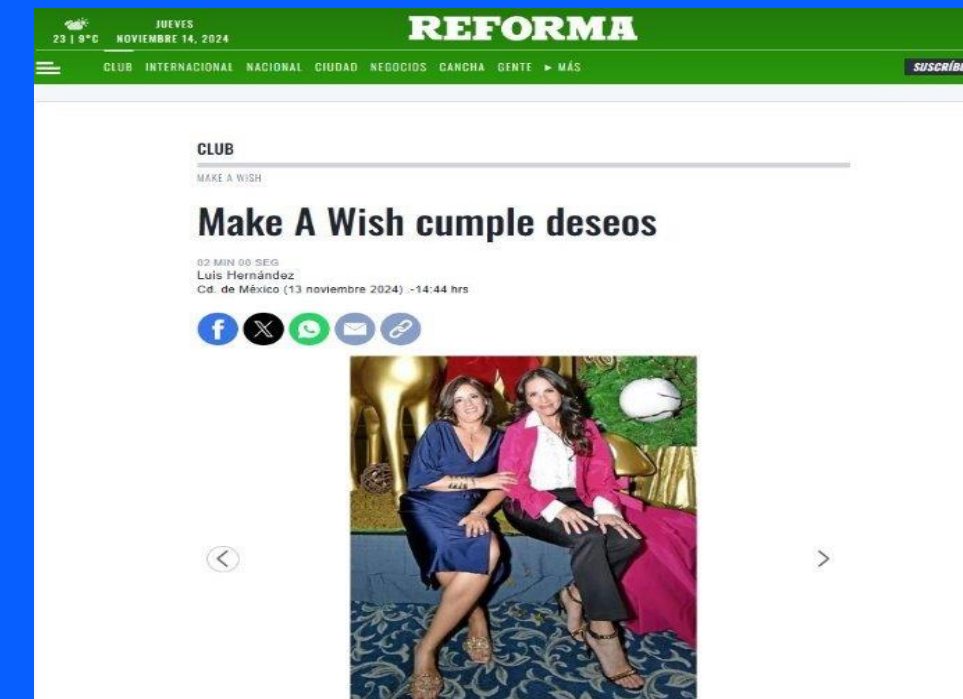 JUEVES
REFORMA
23 | 9°C NOVIEMBRE 14, 2024
CLUB INTERNACIONAL NACIONAL CIUDAD NEGOCIOS CANCHA GENTE ► MÁS
CLUB
MAKE A WISH
Make A Wish cumple deseos
02 MIN 00 SEG
Luis Hernández
Cd. de México (13 noviembre 2024) .-14:44 hrs